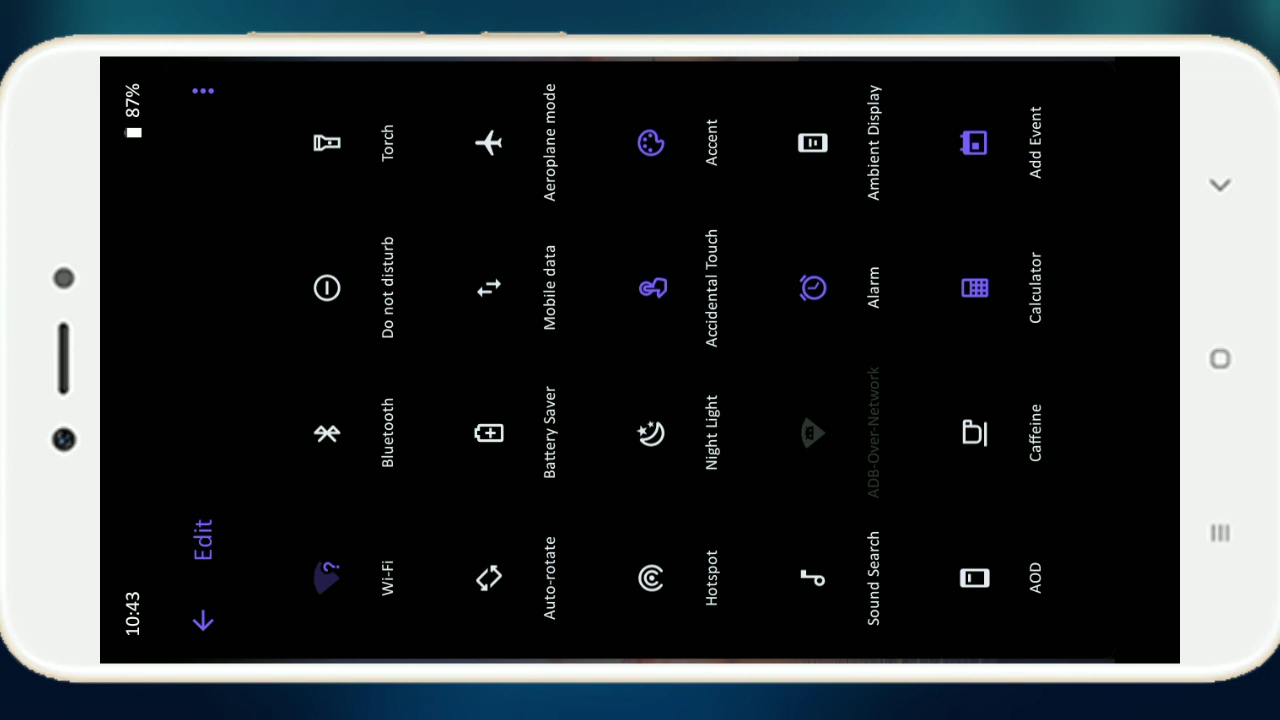 10:43 87%
Edit
Wi-Fi Bluetooth Do not disturb Torch
Auto-rotate Battery Saver Mobile data Aeroplane mode
Hotspot Night Light Accidental Touch Accent
Sound Search ADB-Over-Network Alarm Ambient Display
AOD Caffeine Calculator Add Event